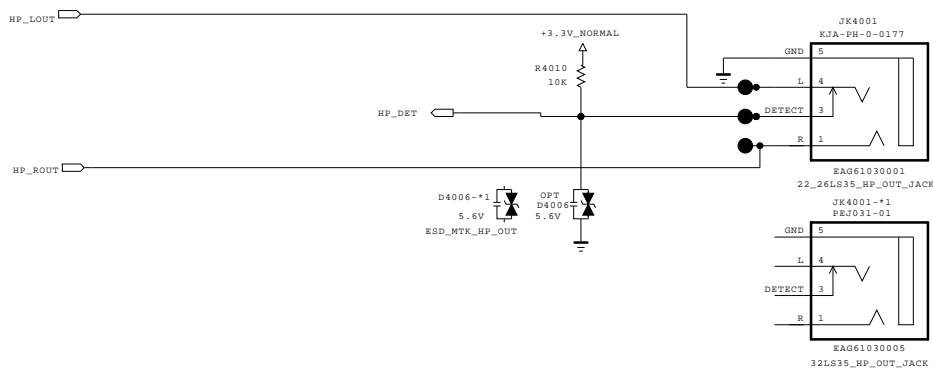 HP_LOUT
JK4001
KJA-PH-0-0177
+3.3V_NORMAL
GND 5
R4010
10K
L 4
HP_DET
DETECT 3
R 1
HP_ROUT
EAG61030001
22_26LS35_HP_OUT_JACK
D4006-*1
5.6V
ESD_MTK_HP_OUT
OPT
D4006
5.6V
JK4001-*1
PEJ031-01
GND 5
L 4
DETECT 3
R 1
EAG61030005
32LS35_HP_OUT_JACK